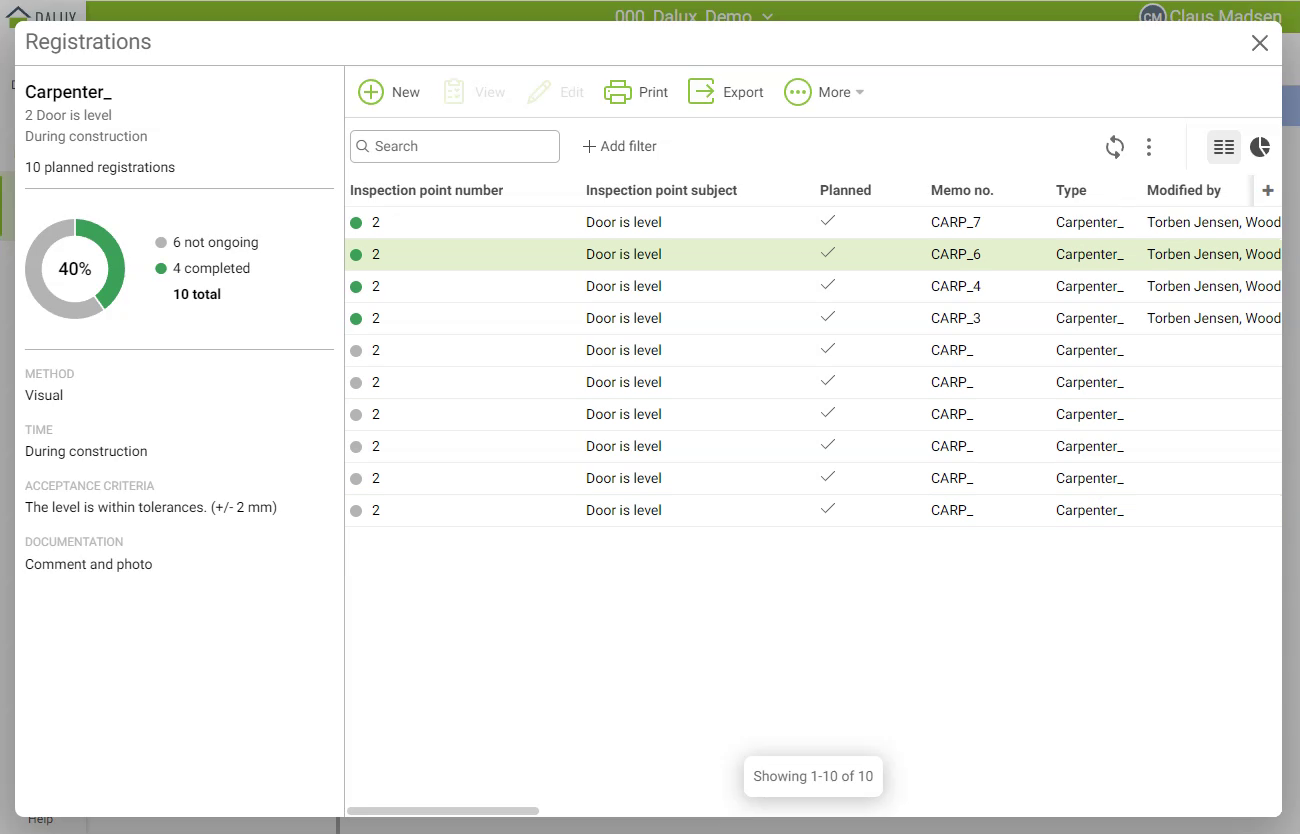 DALUX
000 Dalux Demo
CM Claus Madsen
Registrations
Carpenter_
2 Door is level
During construction
10 planned registrations
40%
6 not ongoing
4 completed
10 total
METHOD
Visual
TIME
During construction
ACCEPTANCE CRITERIA
The level is within tolerances. (+/- 2 mm)
DOCUMENTATION
Comment and photo
New View Edit Print Export More
Search Add filter
Inspection point number Inspection point subject Planned Memo no. Type Modified by
2 Door is level CARP_7 Carpenter_ Torben Jensen, Wood
2 Door is level CARP_6 Carpenter_ Torben Jensen, Wood
2 Door is level CARP_4 Carpenter_ Torben Jensen, Wood
2 Door is level CARP_3 Carpenter_ Torben Jensen, Wood
2 Door is level CARP_ Carpenter_
2 Door is level CARP_ Carpenter_
2 Door is level CARP_ Carpenter_
2 Door is level CARP_ Carpenter_
2 Door is level CARP_ Carpenter_
2 Door is level CARP_ Carpenter_
Showing 1-10 of 10
Help